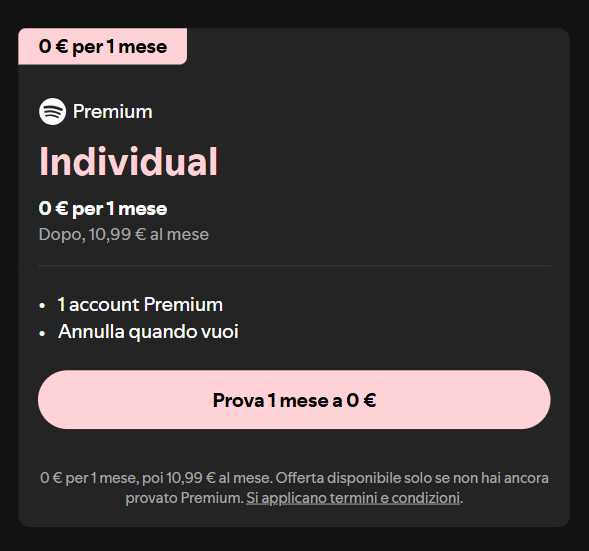 0 € per 1 mese
Premium
Individual
0 € per 1 mese
Dopo, 10,99 € al mese
• 1 account Premium
• Annulla quando vuoi
Prova 1 mese a 0 €
0 € per 1 mese, poi 10,99 € al mese. Offerta disponibile solo se non hai ancora
provato Premium. Si applicano termini e condizioni.